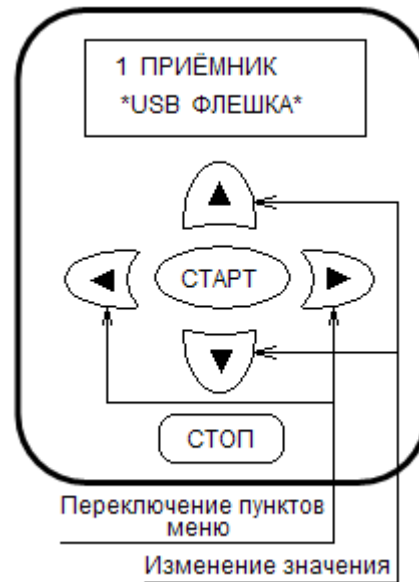 1 ПРИЁМНИК
*USB ФЛЕШКА*
СТАРТ
СТОП
Переключение пунктов
меню
Изменение значения